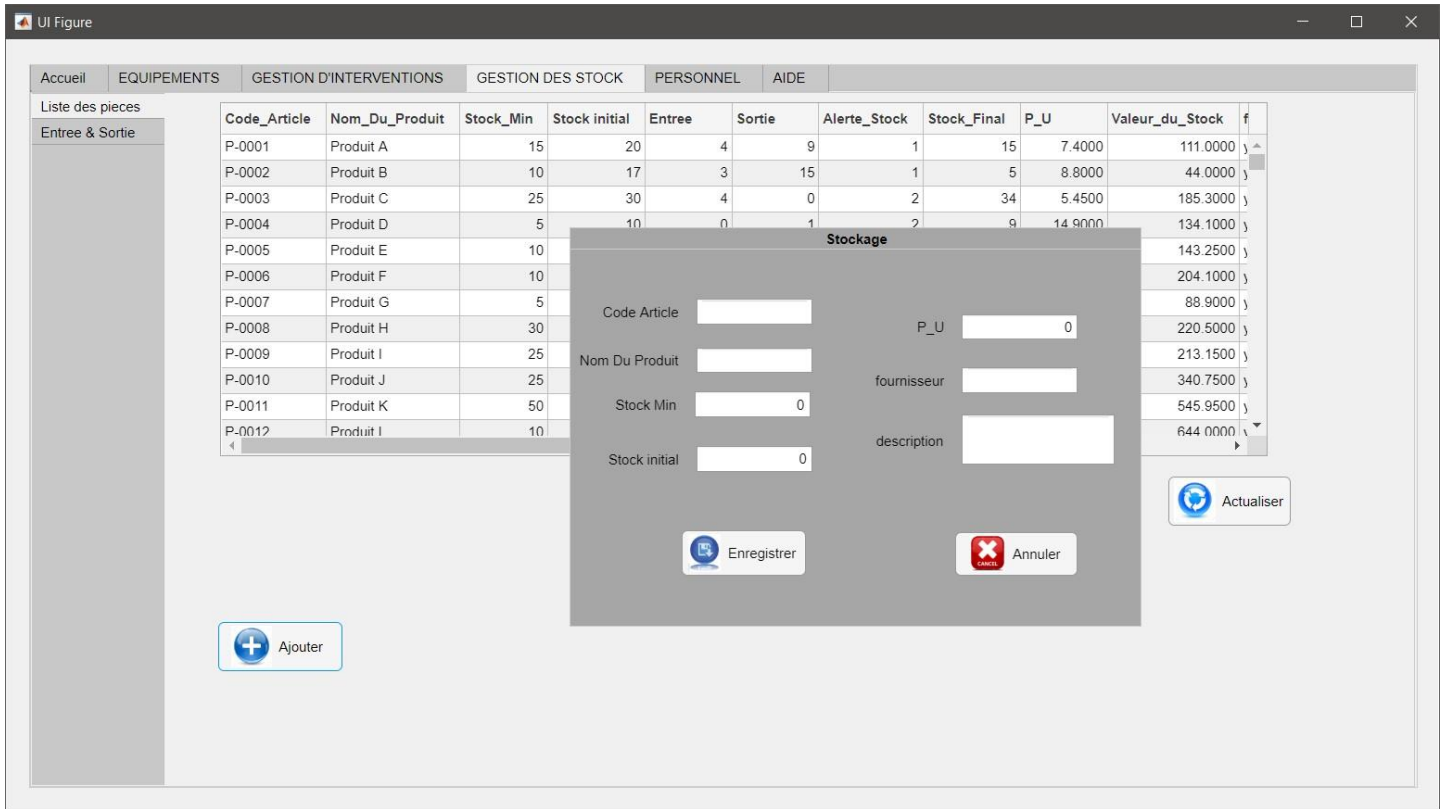 UI Figure
Accueil EQUIPEMENTS GESTION D'INTERVENTIONS GESTION DES STOCK PERSONNEL AIDE
Liste des pieces
Entree & Sortie
Code_Article Nom_Du_Produit Stock_Min Stock initial Entree Sortie Alerte_Stock Stock_Final P_U Valeur_du_Stock
P-0001 Produit A 15 20 4 9 1 15 7.4000 111.0000
P-0002 Produit B 10 17 3 15 1 5 8.8000 44.0000
P-0003 Produit C 25 30 4 0 2 34 5.4500 185.3000
P-0004 Produit D 5 10 0 1 2 9 14.9000 134.1000
P-0005 Produit E 10 143.2500
P-0006 Produit F 10 204.1000
P-0007 Produit G 5 88.9000
P-0008 Produit H 30 220.5000
P-0009 Produit I 25 213.1500
P-0010 Produit J 25 340.7500
P-0011 Produit K 50 545.9500
P-0012 Produit L 10 644.0000
Stockage
Code Article
Nom Du Produit
Stock Min 0
Stock initial 0
P_U 0
fournisseur
description
Enregistrer
CANCEL
Annuler
Actualiser
Ajouter